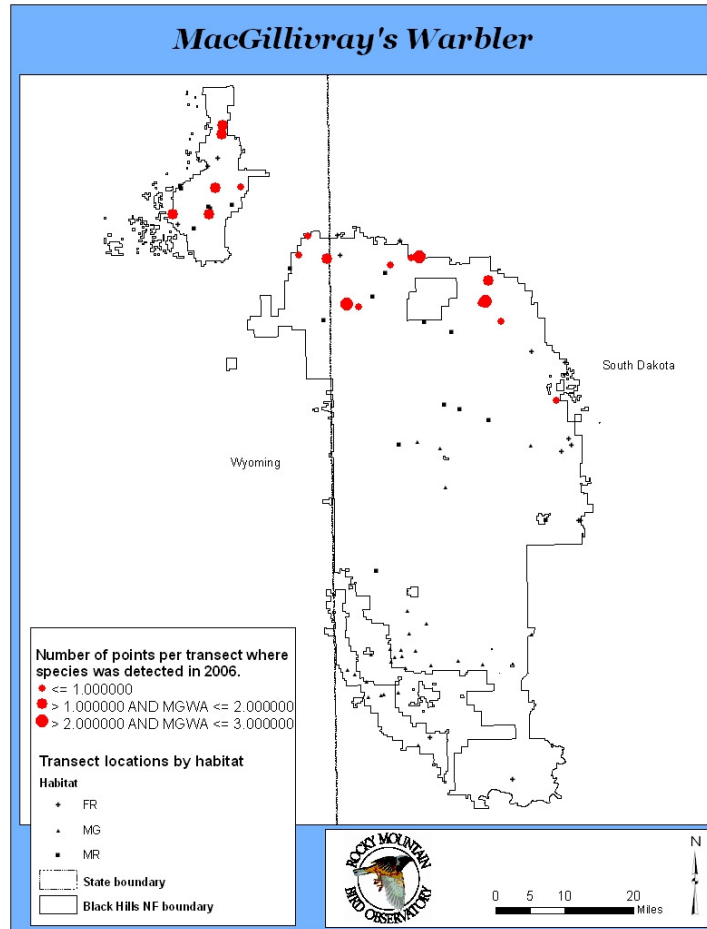 MacGillivray's Warbler
South Dakota
Wyoming
Number of points per transect where
species was detected in 2006.
<= 1.000000
> 1.000000 AND MGWA <= 2.000000
> 2.000000 AND MGWA <= 3.000000
Transect locations by habitat
Habitat
FR
MG
MR
State boundary
Black Hills NF boundary
ROCKY MOUNTAIN
BIRD OBSERVATORY
N
0 5 10 20
Miles